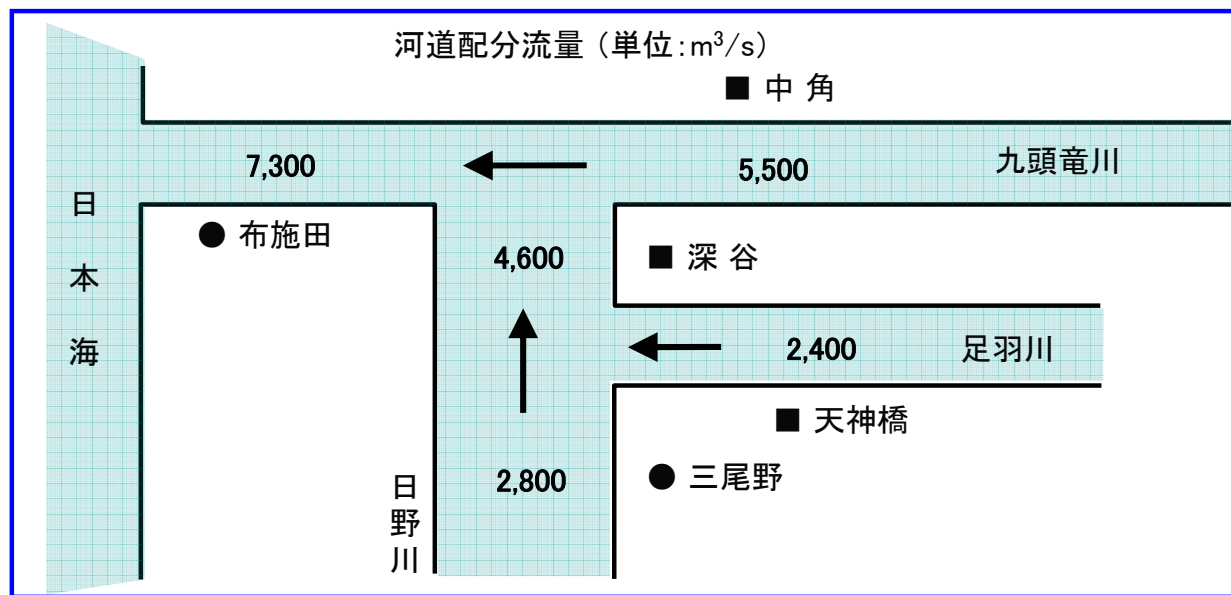 河道配分流量（単位:m³/s）
■ 中 角
7,300
5,500
九頭竜川
日本海
● 布施田
4,600
■ 深 谷
2,400
足羽川
■ 天神橋
2,800
● 三尾野
日野川